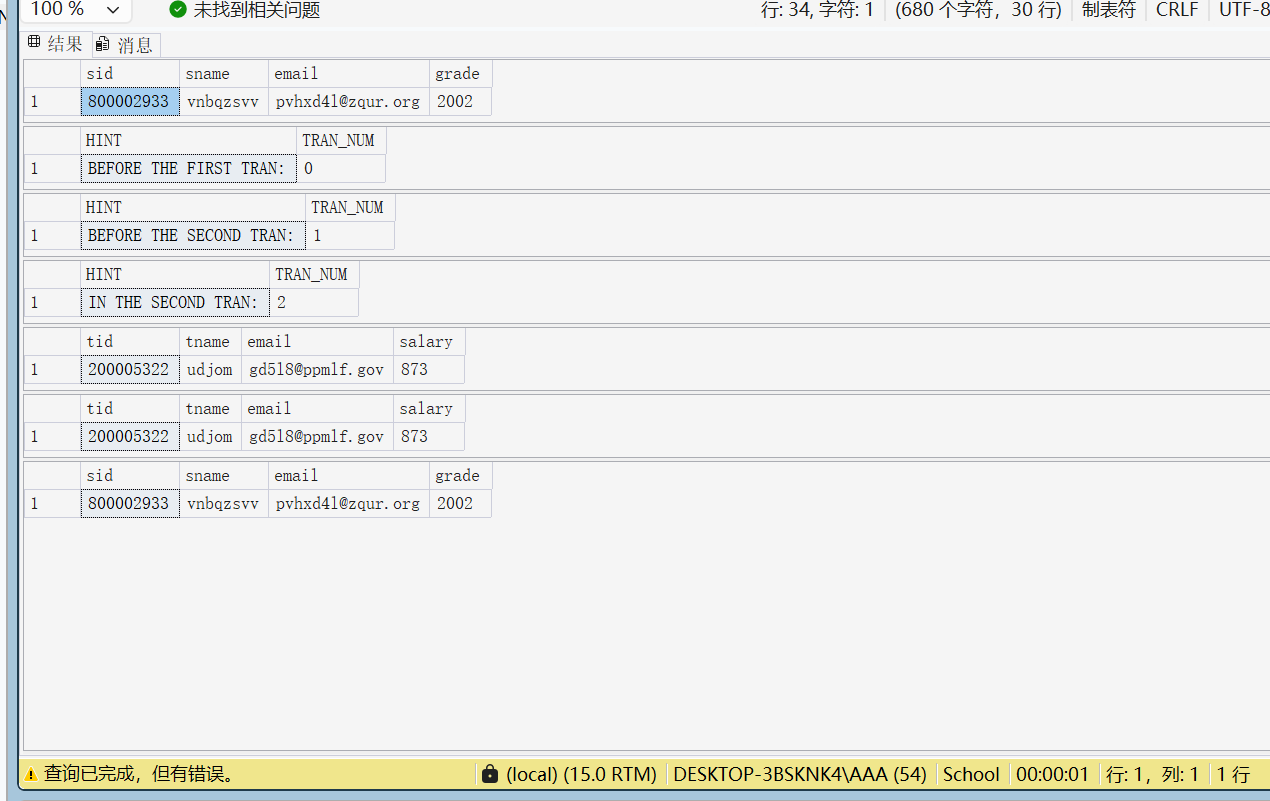 100 % 未找到相关问题 行: 34, 字符: 1 (680 个字符，30 行) 制表符 CRLF UTF-8
结果 消息
sid sname email grade
1 800002933 vnbqzsvv pvhxd4l@zqur.org 2002
HINT TRAN_NUM
1 BEFORE THE FIRST TRAN: 0
HINT TRAN_NUM
1 BEFORE THE SECOND TRAN: 1
HINT TRAN_NUM
1 IN THE SECOND TRAN: 2
tid tname email salary
1 200005322 udjom gd5l8@ppmlf.gov 873
tid tname email salary
1 200005322 udjom gd5l8@ppmlf.gov 873
sid sname email grade
1 800002933 vnbqzsvv pvhxd4l@zqur.org 2002
查询已完成，但有错误。 (local) (15.0 RTM) DESKTOP-3BSKNK4\AAA (54) School 00:00:01 行: 1，列: 1 1 行